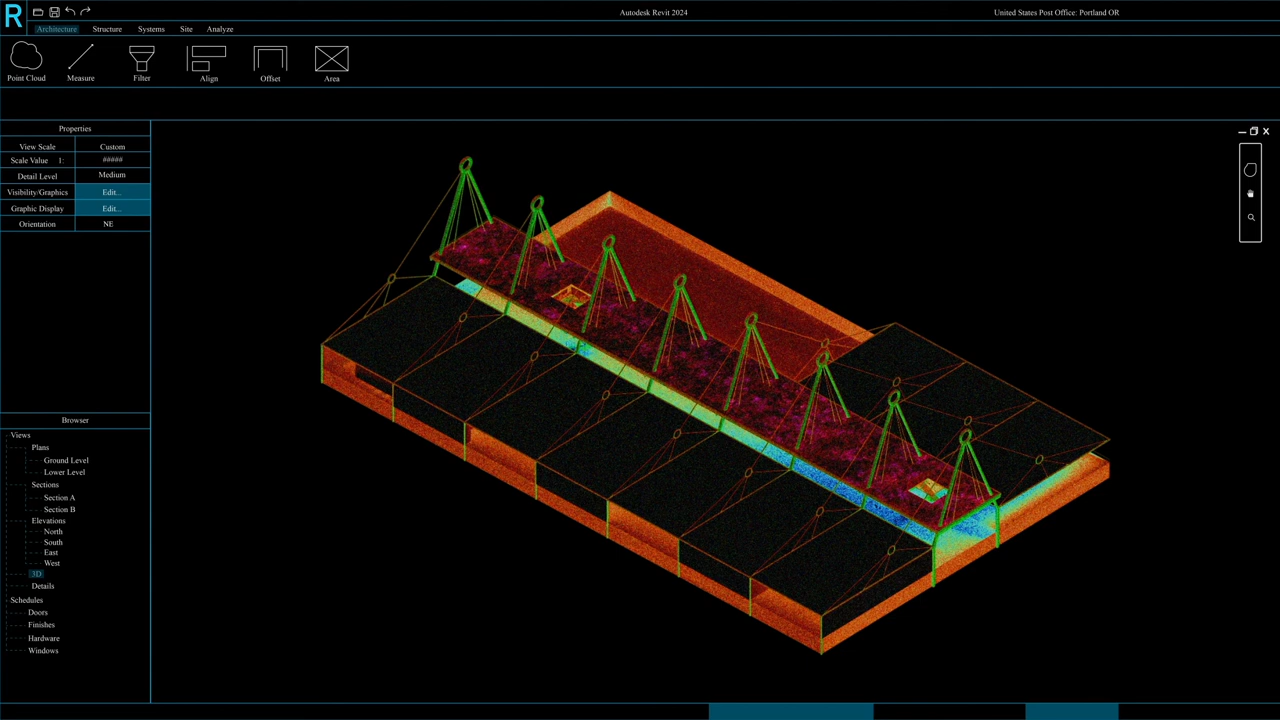 R
Autodesk Revit 2024
United States Post Office: Portland OR
Architecture Structure Systems Site Analyze
Point Cloud Measure Filter Align Offset Area
Properties
View Scale Custom
Scale Value 1: #####
Detail Level Medium
Visibility/Graphics Edit...
Graphic Display Edit...
Orientation NE
Browser
Views
Plans
Ground Level
Lower Level
Sections
Section A
Section B
Elevations
North
South
East
West
3D
Details
Schedules
Doors
Finishes
Hardware
Windows